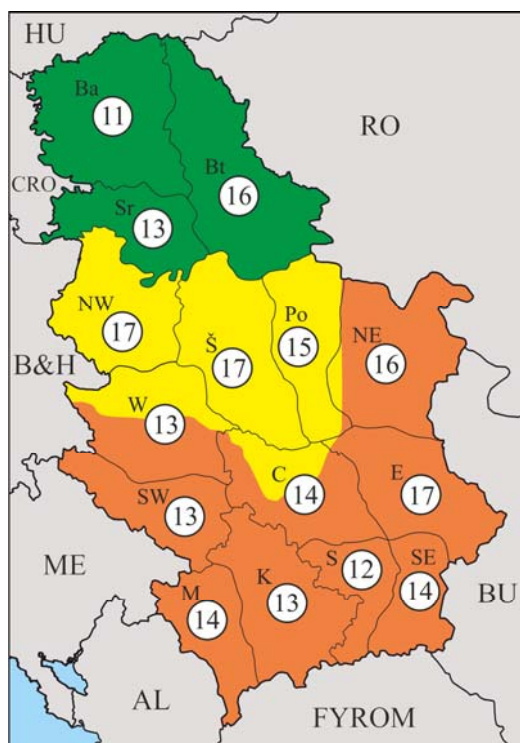 HU
Ba
11
RO
Bt
16
CRO
Sr
13
NW
17
Š
17
Po
15
NE
16
B&H
W
13
C
14
E
17
SW
13
S
12
SE
14
ME
M
14
K
13
BU
AL
FYROM